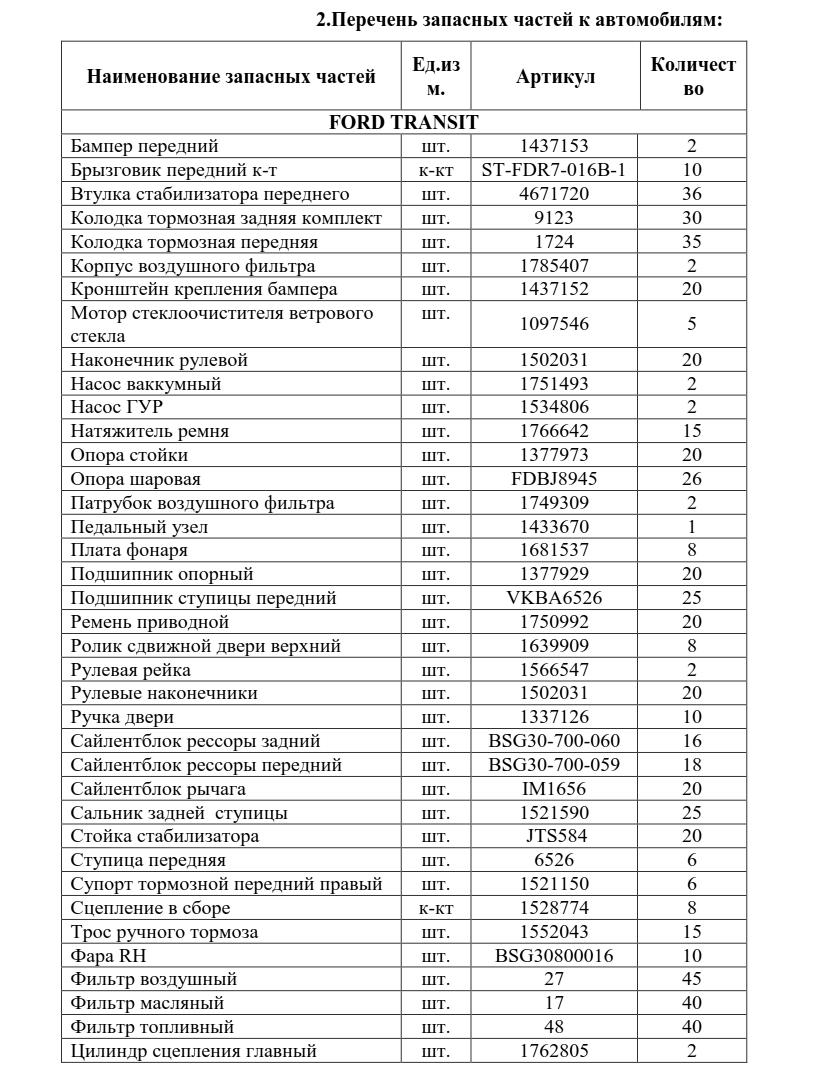 2.Перечень запасных частей к автомобилям:
Наименование запасных частей Ед.из м. Артикул Количест во
FORD TRANSIT
Бампер передний шт. 1437153 2
Брызговик передний к-т к-кт ST-FDR7-016B-1 10
Втулка стабилизатора переднего шт. 4671720 36
Колодка тормозная задняя комплект шт. 9123 30
Колодка тормозная передняя шт. 1724 35
Корпус воздушного фильтра шт. 1785407 2
Кронштейн крепления бампера шт. 1437152 20
Мотор стеклоочистителя ветрового стекла шт. 1097546 5
Наконечник рулевой шт. 1502031 20
Насос ваккумный шт. 1751493 2
Насос ГУР шт. 1534806 2
Натяжитель ремня шт. 1766642 15
Опора стойки шт. 1377973 20
Опора шаровая шт. FDBJ8945 26
Патрубок воздушного фильтра шт. 1749309 2
Педальный узел шт. 1433670 1
Плата фонаря шт. 1681537 8
Подшипник опорный шт. 1377929 20
Подшипник ступицы передний шт. VKBA6526 25
Ремень приводной шт. 1750992 20
Ролик сдвижной двери верхний шт. 1639909 8
Рулевая рейка шт. 1566547 2
Рулевые наконечники шт. 1502031 20
Ручка двери шт. 1337126 10
Сайлентблок рессоры задний шт. BSG30-700-060 16
Сайлентблок рессоры передний шт. BSG30-700-059 18
Сайлентблок рычага шт. IM1656 20
Сальник задней ступицы шт. 1521590 25
Стойка стабилизатора шт. JTS584 20
Ступица передняя шт. 6526 6
Супорт тормозной передний правый шт. 1521150 6
Сцепление в сборе к-кт 1528774 8
Трос ручного тормоза шт. 1552043 15
Фара RH шт. BSG30800016 10
Фильтр воздушный шт. 27 45
Фильтр масляный шт. 17 40
Фильтр топливный шт. 48 40
Цилиндр сцепления главный шт. 1762805 2